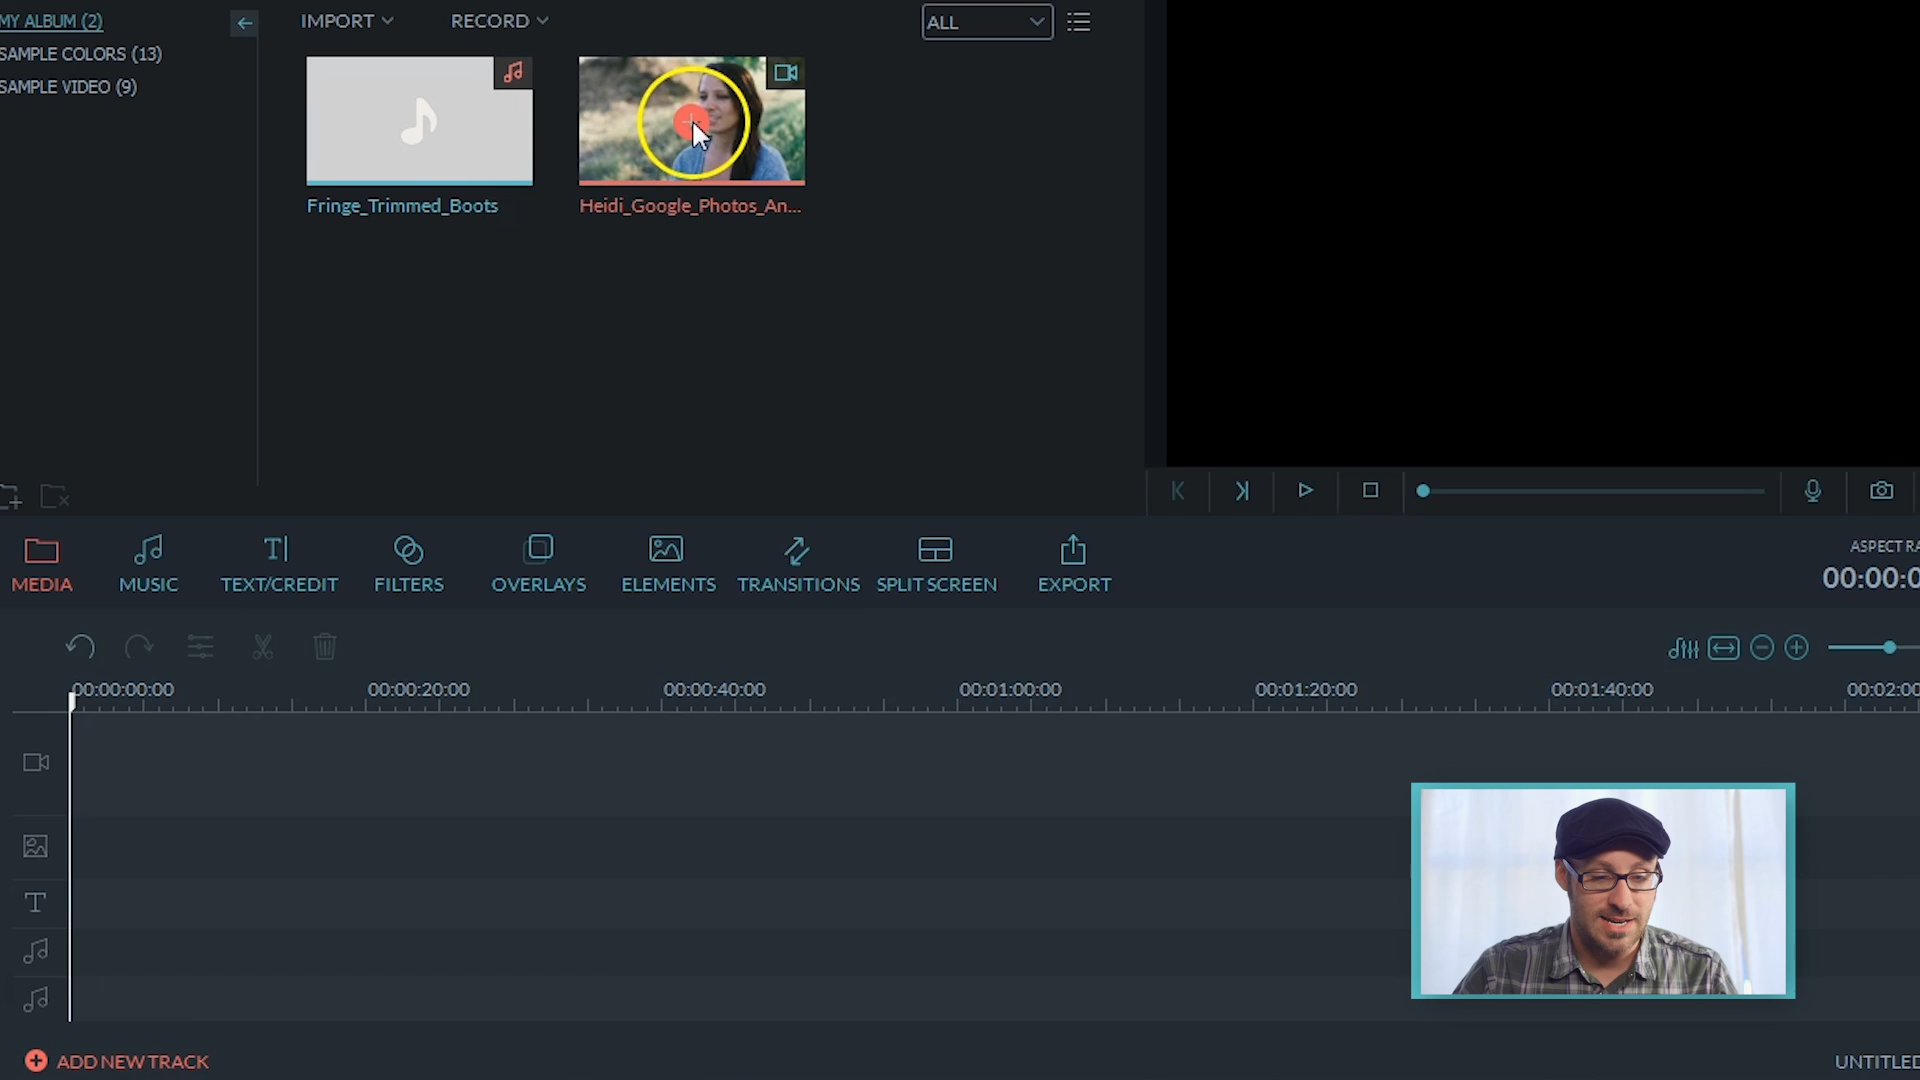 MY ALBUM (2)
SAMPLE COLORS (13)
SAMPLE VIDEO (9)
IMPORT
RECORD
ALL
Fringe_Trimmed_Boots
Heidi_Google_Photos_An...
MEDIA
MUSIC
TEXT/CREDIT
FILTERS
OVERLAYS
ELEMENTS
TRANSITIONS
SPLIT SCREEN
EXPORT
ASPECT RA
00:00:0
00:00:00:00
00:00:20:00
00:00:40:00
00:01:00:00
00:01:20:00
00:01:40:00
00:02:00
ADD NEW TRACK
UNTITLED